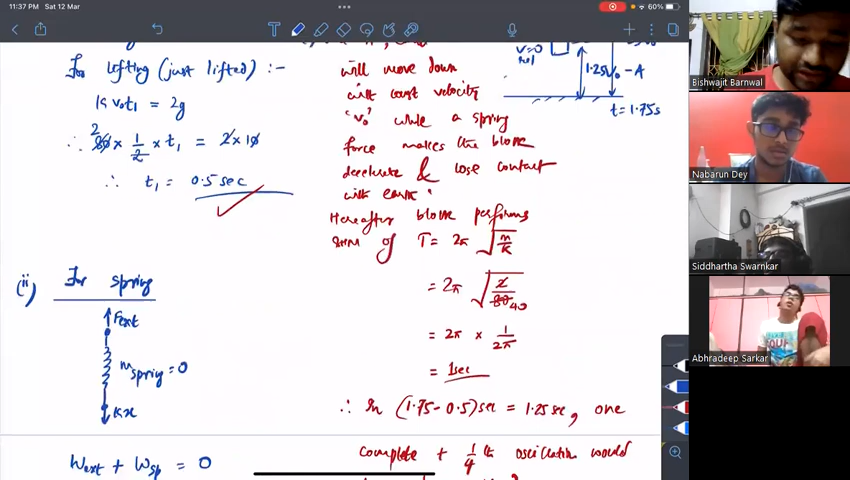 11:37 PM Sat 12 Mar
60%
For lifting (just lifted) :-
k v₀t₁ = 2g
∴ 80 × 1/2 × t₁ = 2 × 10
2
∴ t₁ = 0.5 sec
(ii) For spring
Fext
mspring = 0
kx
Wext + Wsp = 0
will move down
with const velocity
'v₀' while a spring
force makes the block
decelerate & lose contact
with earth.
Hereafter block performs
SHM of T = 2π √m/k
= 2π √2/80 40
= 2π × 1/2π
= 1sec
∴ In (1.75 - 0.5) sec = 1.25 sec, one
complete + 1/4 th oscillation would
v=0
1.25v₀ - A
t = 1.75s
Bishwajit Barnwal
Nabarun Dey
Siddhartha Swarnkar
Abhradeep Sarkar